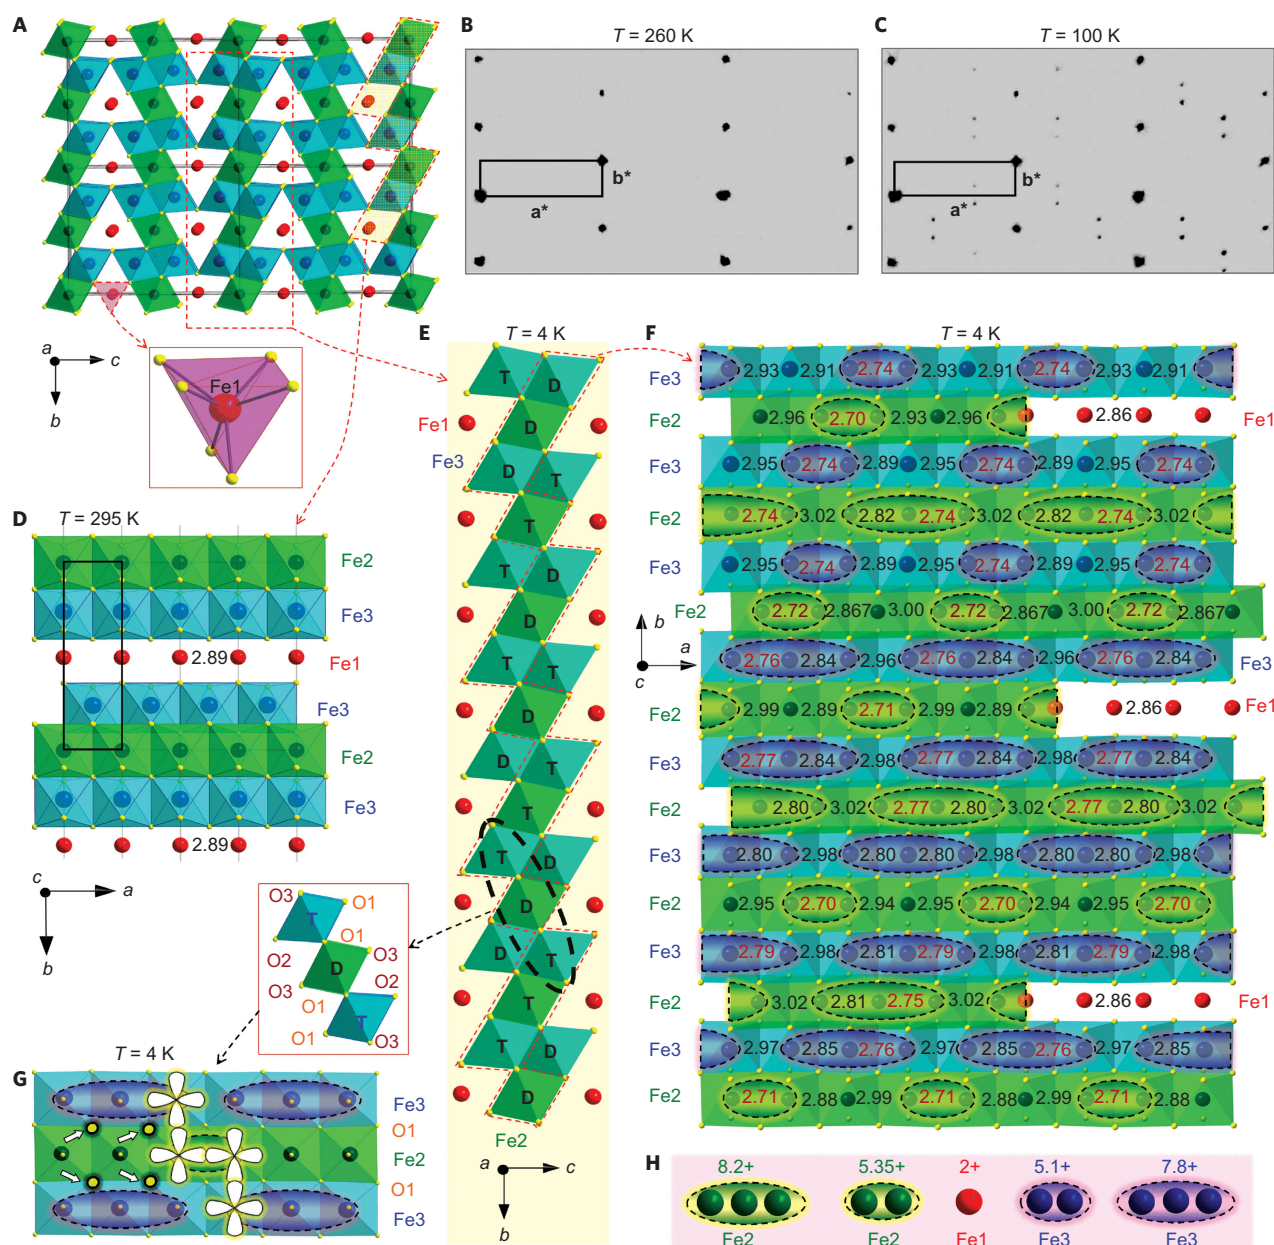 A
B
T = 260 K
C
T = 100 K
b*
a*
b*
a*
a
c
b
Fe1
E
T = 4 K
F
T = 4 K
T
D
Fe1
D
Fe3
D
T
T
T
D
D
T
T
D
D
T
T
T
D
D
D
T
T
D
Fe2
a
c
b
Fe3
2.93
2.91
2.74
2.93
2.91
2.74
2.93
2.91
Fe2
2.96
2.70
2.93
2.96
2.86
Fe1
Fe3
2.95
2.74
2.89
2.95
2.74
2.89
2.95
2.74
Fe2
2.74
3.02
2.82
2.74
3.02
2.82
2.74
3.02
Fe3
2.95
2.74
2.89
2.95
2.74
2.89
2.95
2.74
Fe2
2.72
2.867
3.00
2.72
2.867
3.00
2.72
2.867
b
a
c
2.76
2.84
2.96
2.76
2.84
2.96
2.76
2.84
Fe3
Fe2
2.99
2.89
2.71
2.99
2.89
2.86
Fe1
Fe3
2.77
2.84
2.98
2.77
2.84
2.98
2.77
2.84
Fe2
2.80
3.02
2.77
2.80
3.02
2.77
2.80
3.02
Fe3
2.80
2.98
2.80
2.80
2.98
2.80
2.80
2.98
Fe2
2.95
2.70
2.94
2.95
2.70
2.94
2.95
2.70
Fe3
2.79
2.98
2.81
2.79
2.98
2.81
2.79
2.98
Fe2
3.02
2.81
2.75
3.02
2.86
Fe1
Fe3
2.97
2.85
2.76
2.97
2.85
2.76
2.97
2.85
Fe2
2.71
2.88
2.99
2.71
2.88
2.99
2.71
2.88
D
T = 295 K
Fe2
Fe3
2.89
Fe1
Fe3
Fe2
Fe3
2.89
c
a
b
O3
O1
T
O1
O3
O2
D
O2
O3
O1
T
O1
O3
G
T = 4 K
Fe3
O1
Fe2
O1
Fe3
H
8.2+
5.35+
2+
5.1+
7.8+
Fe2
Fe2
Fe1
Fe3
Fe3